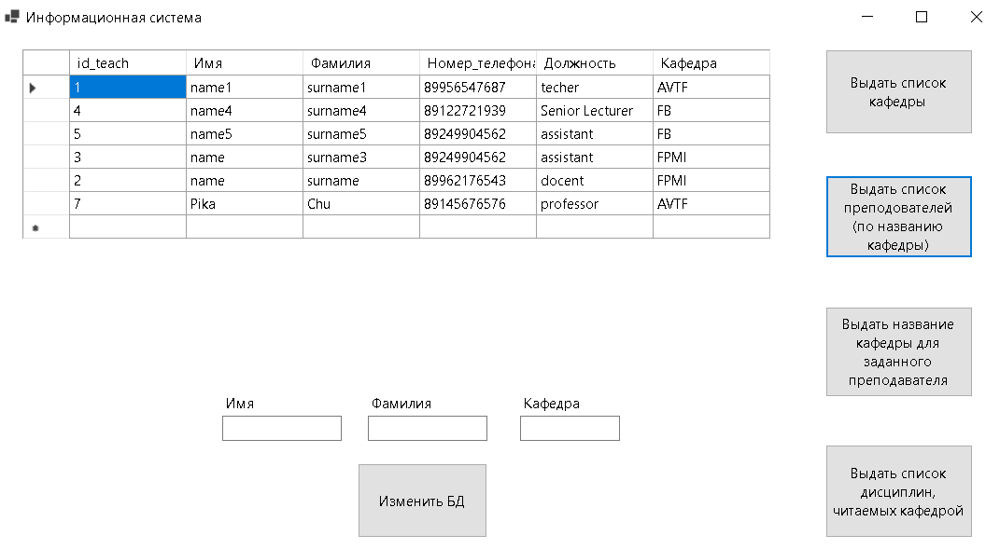 Информационная система
id_teach Имя Фамилия Номер_телефона Должность Кафедра
1 name1 surname1 89956547687 techer AVTF
4 name4 surname4 89122721939 Senior Lecturer FB
5 name5 surname5 89249904562 assistant FB
3 name surname3 89249904562 assistant FPMI
2 name surname 89962176543 docent FPMI
7 Pika Chu 89145676576 professor AVTF
Выдать список
кафедры
Выдать список
преподователей
(по названию
кафедры)
Выдать название
кафедры для
заданного
преподавателя
Выдать список
дисциплин,
читаемых кафедрой
Имя Фамилия Кафедра
Изменить БД